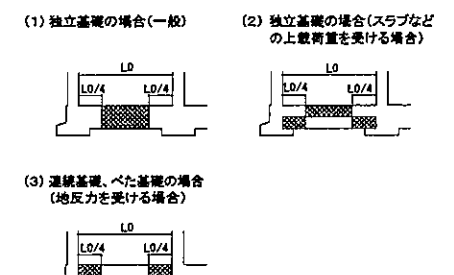 (1) 独立基礎の場合(一般)
(2) 独立基礎の場合(スラブなど
の上載荷重を受ける場合)
L0
L0/4
L0/4
L0
L0/4
L0/4
(3) 連続基礎、べた基礎の場合
(地反力を受ける場合)
L0
L0/4
L0/4